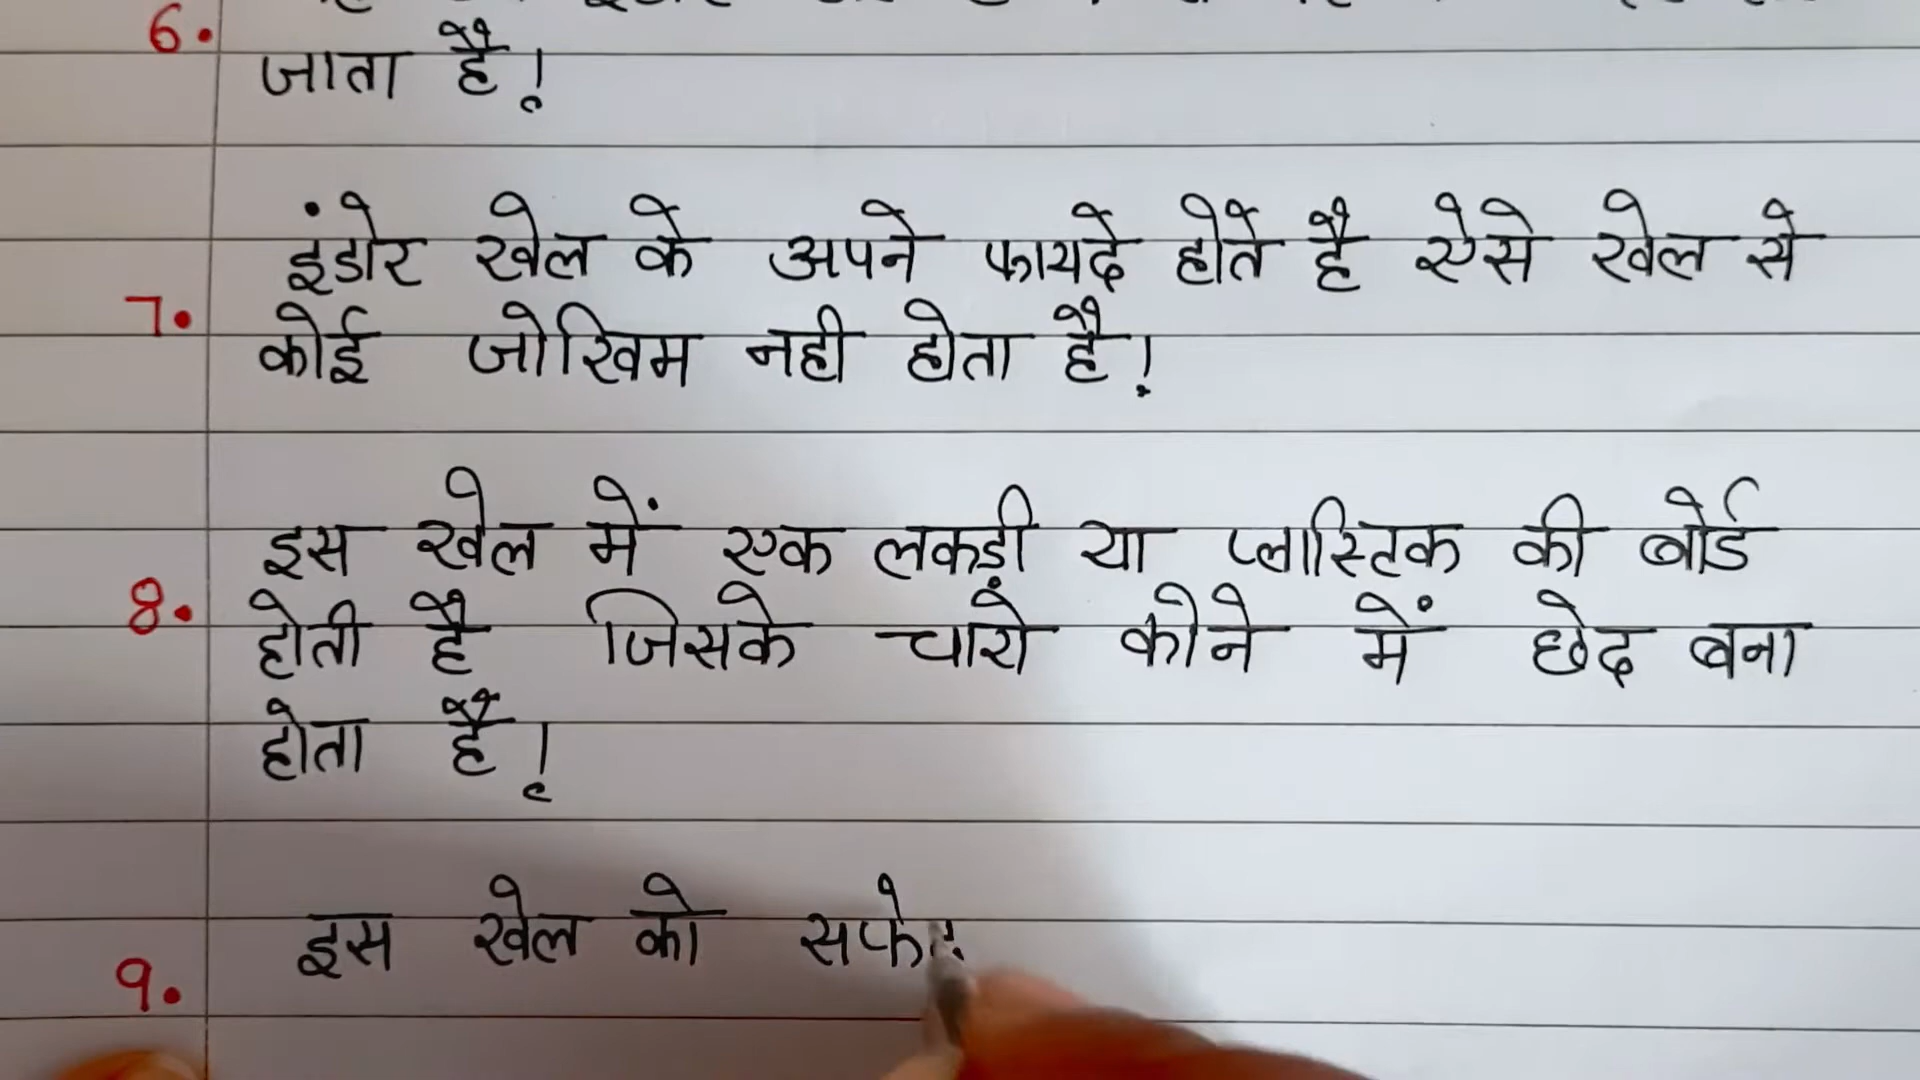 6.
जाता है!
इंडोर खेल के अपने फायदे होते है ऐसे खेल से
7.
कोई जोखिम नही होता है!
इस खेल में एक लकड़ी या प्लास्टिक की बोर्ड
8.
होती है जिसके चारो कोने में छेद बना
होता है!
इस खेल को
9.